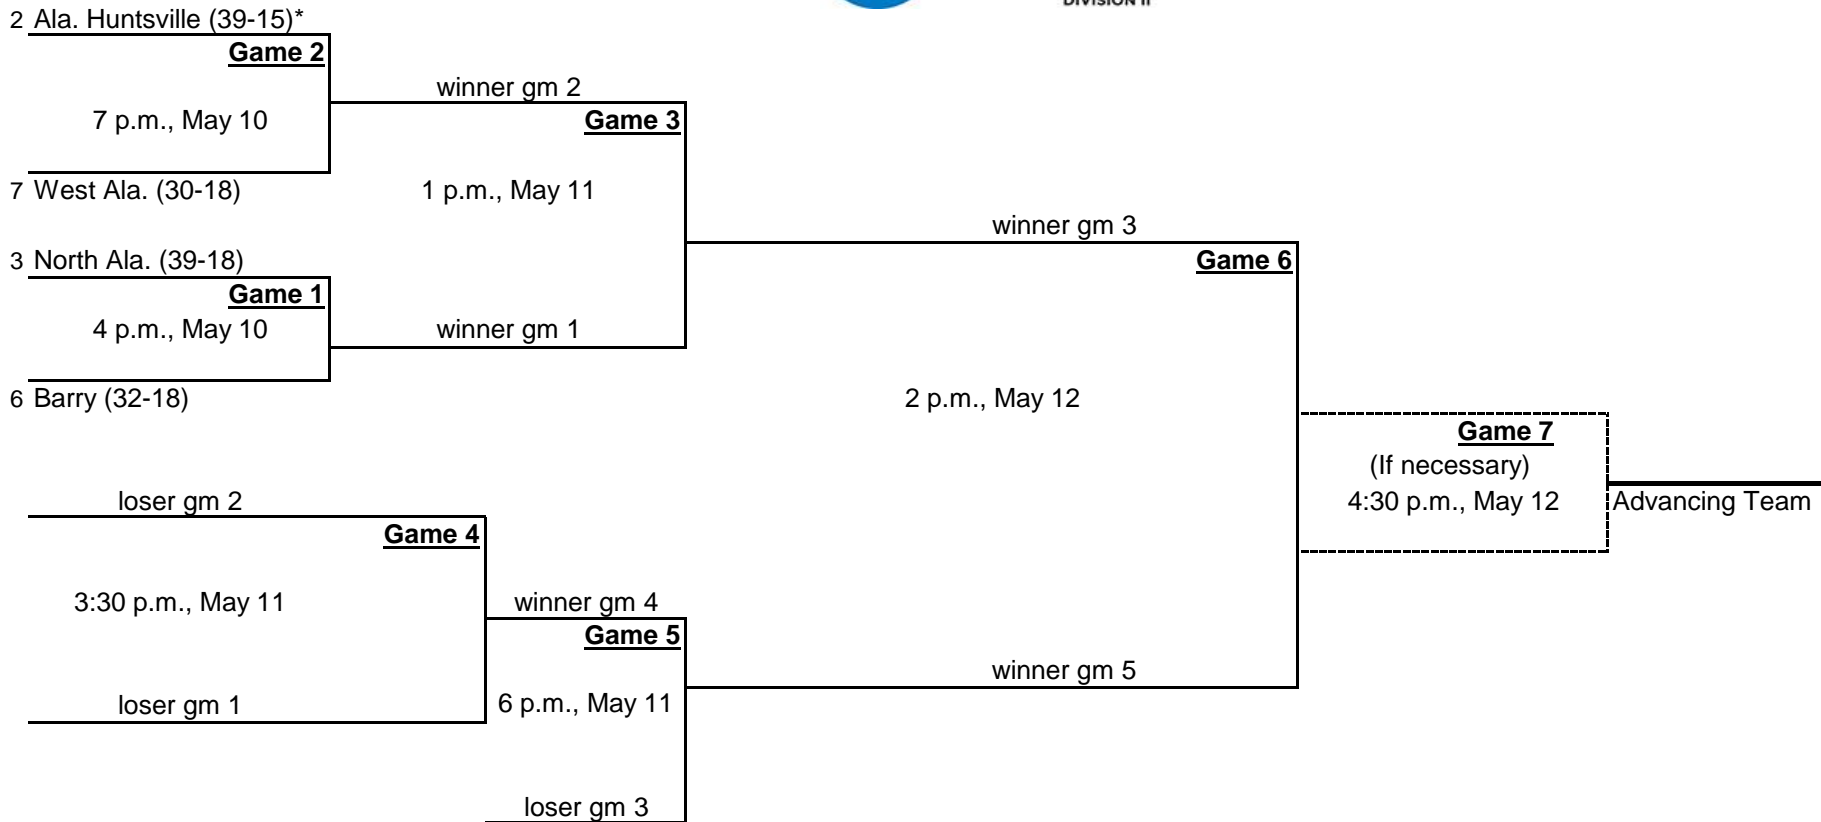 DIVISION II
2 Ala. Huntsville (39-15)*
Game 2
winner gm 2
7 p.m., May 10
Game 3
7 West Ala. (30-18)
1 p.m., May 11
winner gm 3
3 North Ala. (39-18)
Game 6
Game 1
4 p.m., May 10
winner gm 1
6 Barry (32-18)
2 p.m., May 12
Game 7
(If necessary)
loser gm 2
4:30 p.m., May 12
Advancing Team
Game 4
3:30 p.m., May 11
winner gm 4
Game 5
winner gm 5
loser gm 1
6 p.m., May 11
loser gm 3